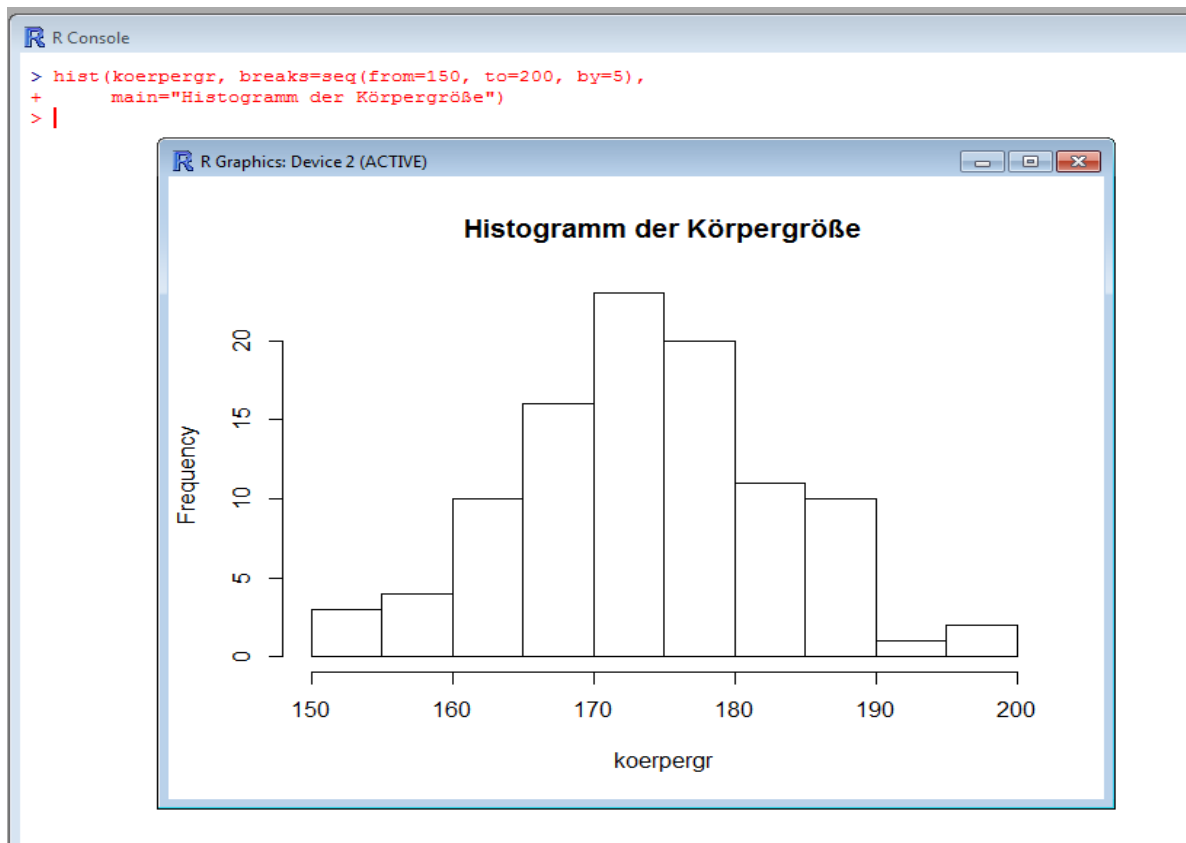 R Console
> hist(koerpergr, breaks=seq(from=150, to=200, by=5),
+      main="Histogramm der Körpergröße")
>
R Graphics: Device 2 (ACTIVE)
Histogramm der Körpergröße
Frequency
20
15
10
5
0
150 160 170 180 190 200
koerpergr